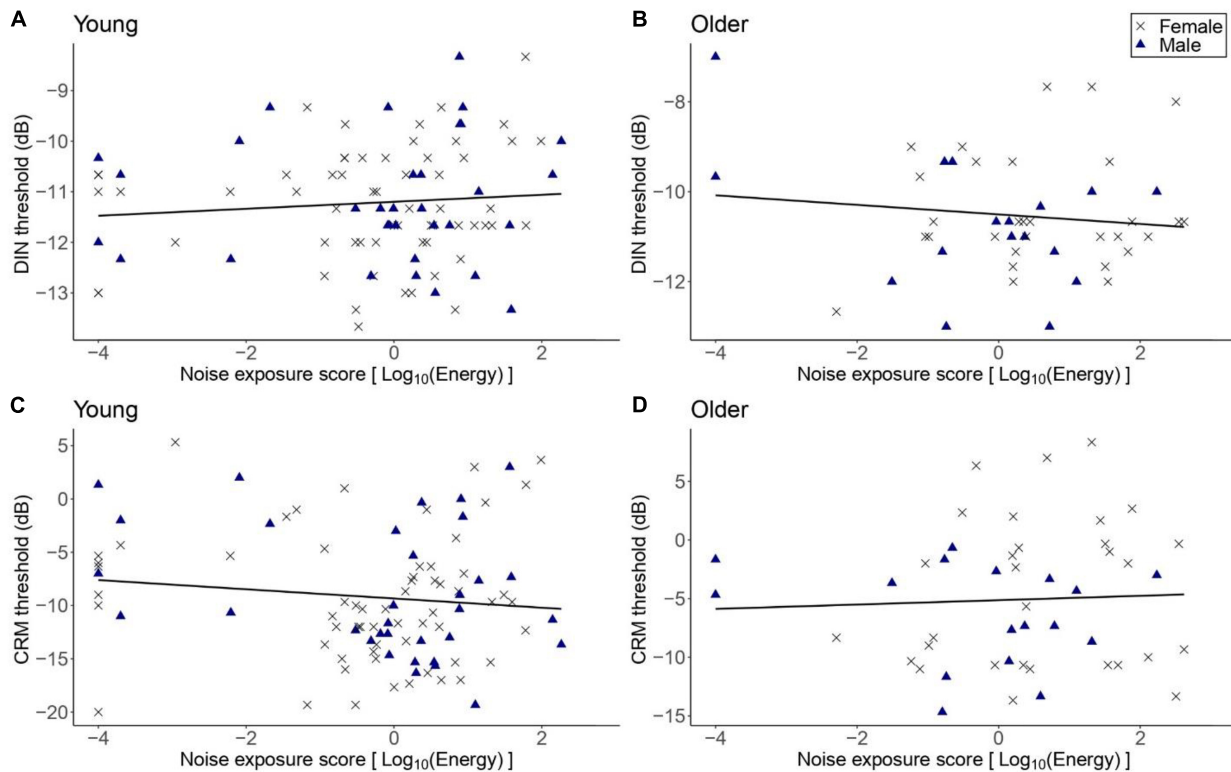 A Young
B Older
× Female
▲ Male
DIN threshold (dB)
−9
−10
−11
−12
−13
−4 −2 0 2
Noise exposure score [ Log₁₀(Energy) ]
DIN threshold (dB)
−8
−10
−12
−4 −2 0 2
Noise exposure score [ Log₁₀(Energy) ]
C Young
CRM threshold (dB)
5
0
−5
−10
−15
−20
−4 −2 0 2
Noise exposure score [ Log₁₀(Energy) ]
D Older
CRM threshold (dB)
5
0
−5
−10
−15
−4 −2 0 2
Noise exposure score [ Log₁₀(Energy) ]